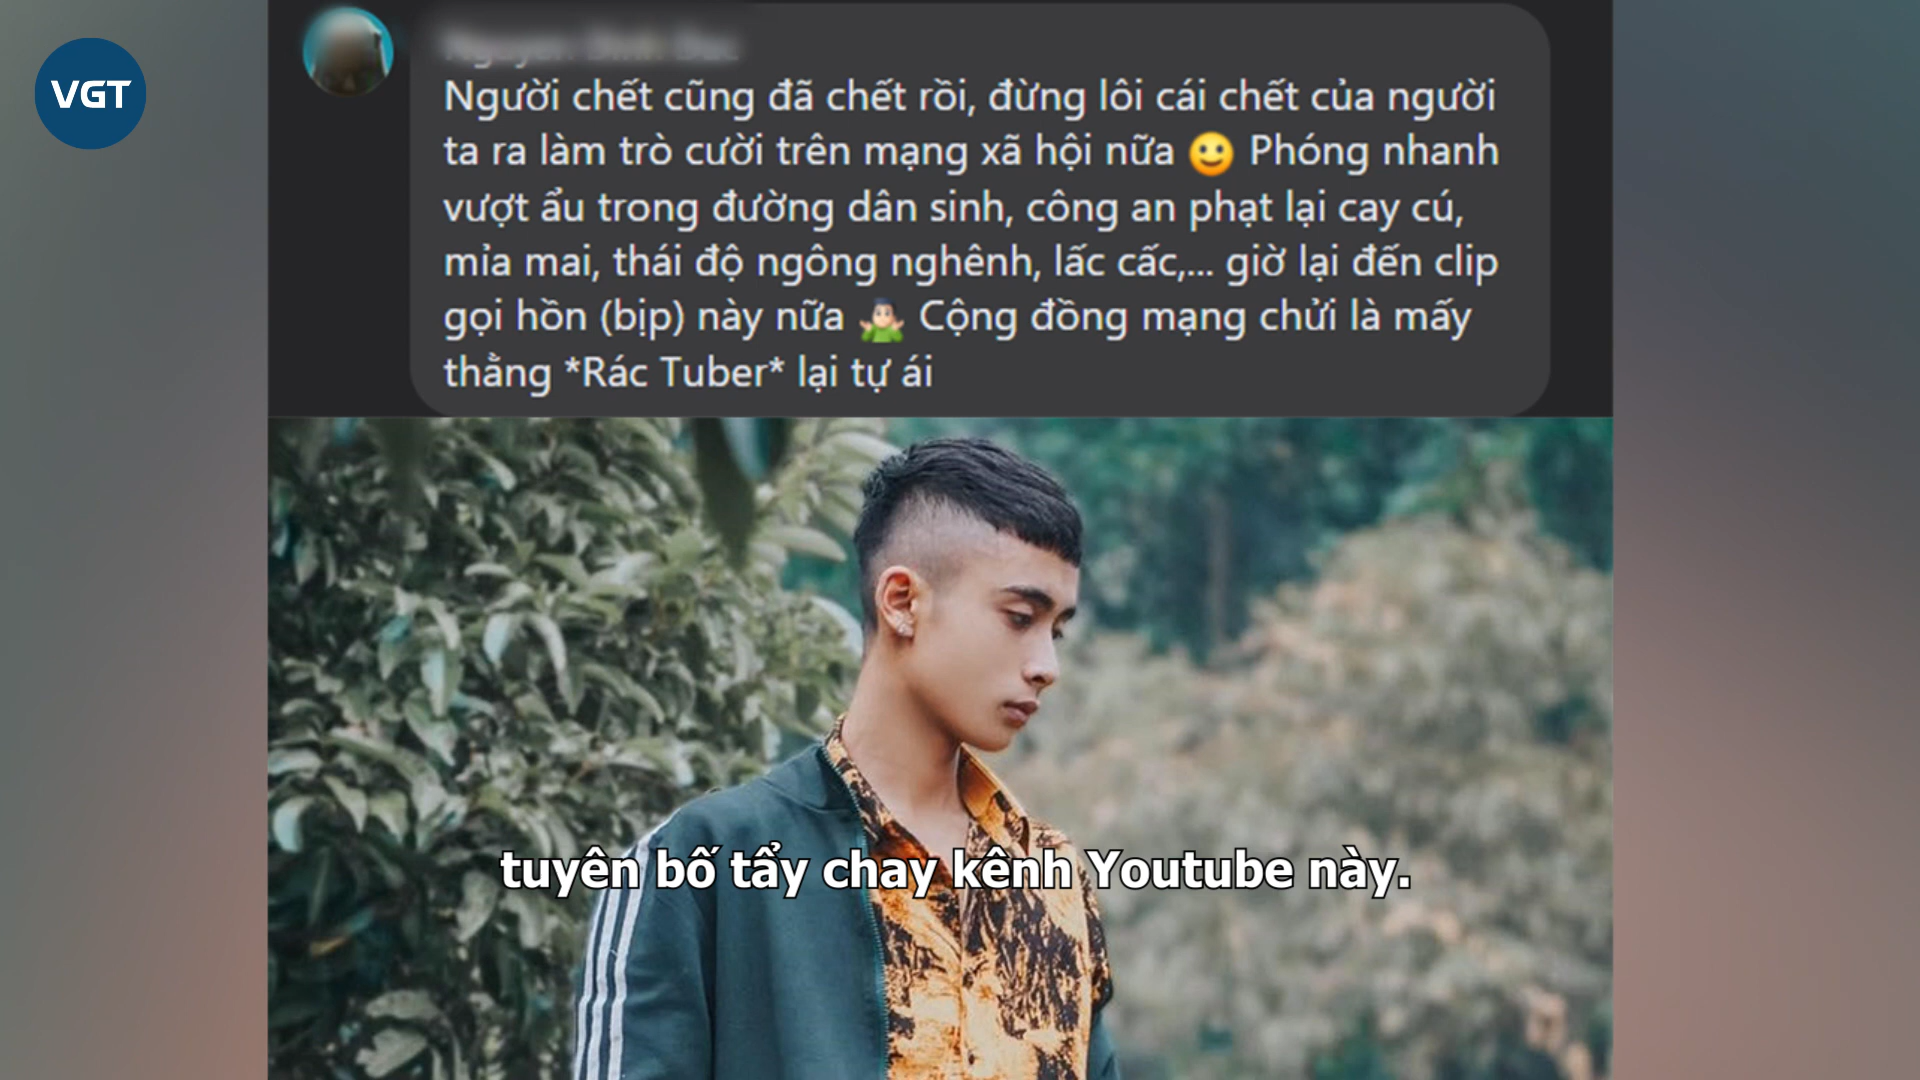 VGT
Người chết cũng đã chết rồi, đừng lôi cái chết của người
ta ra làm trò cười trên mạng xã hội nữa 🙂 Phóng nhanh
vượt ẩu trong đường dân sinh, công an phạt lại cay cú,
mỉa mai, thái độ ngông nghênh, lấc cấc,... giờ lại đến clip
gọi hồn (bịp) này nữa 🤷🏻‍♂️ Cộng đồng mạng chửi là mấy
thằng *Rác Tuber* lại tự ái
tuyên bố tẩy chay kênh Youtube này.